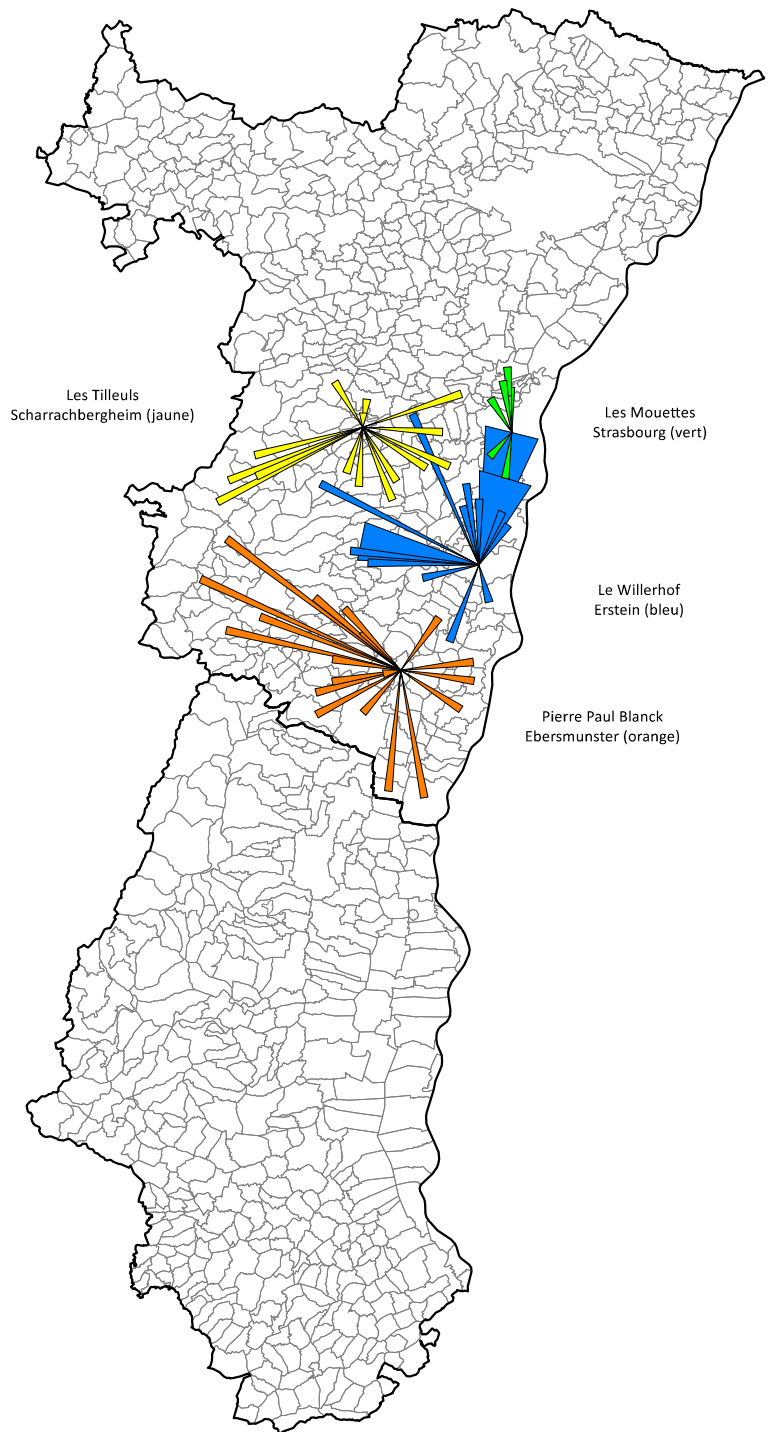 Les Tilleuls
Scharrachbergheim (jaune)
Les Mouettes
Strasbourg (vert)
Le Willerhof
Erstein (bleu)
Pierre Paul Blanck
Ebersmunster (orange)